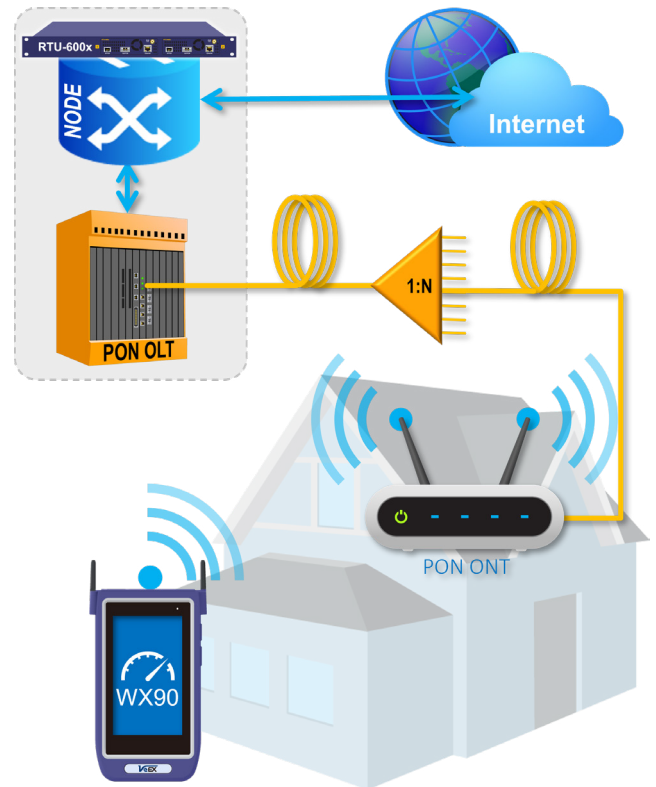 RTU-600x
NODE
Internet
PON OLT
1:N
PON ONT
WX90
VeEX